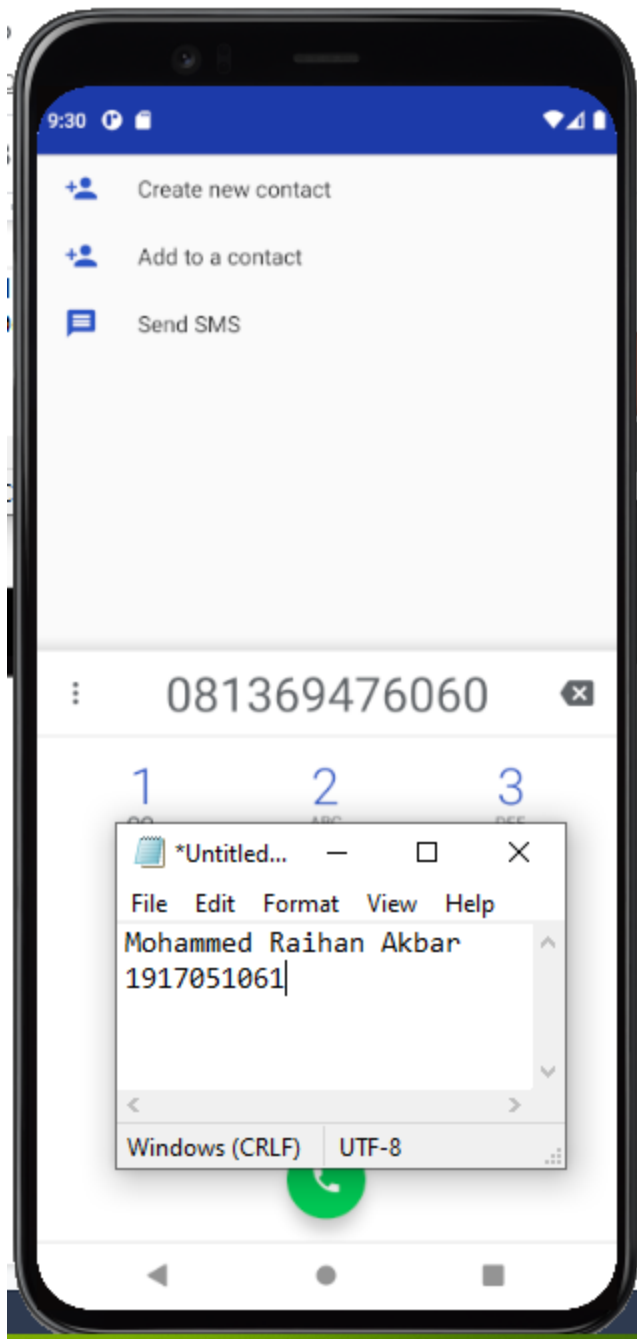 9:30
Create new contact
Add to a contact
Send SMS
081369476060
1 2 3
*Untitled...
File Edit Format View Help
Mohammed Raihan Akbar
1917051061
Windows (CRLF) UTF-8